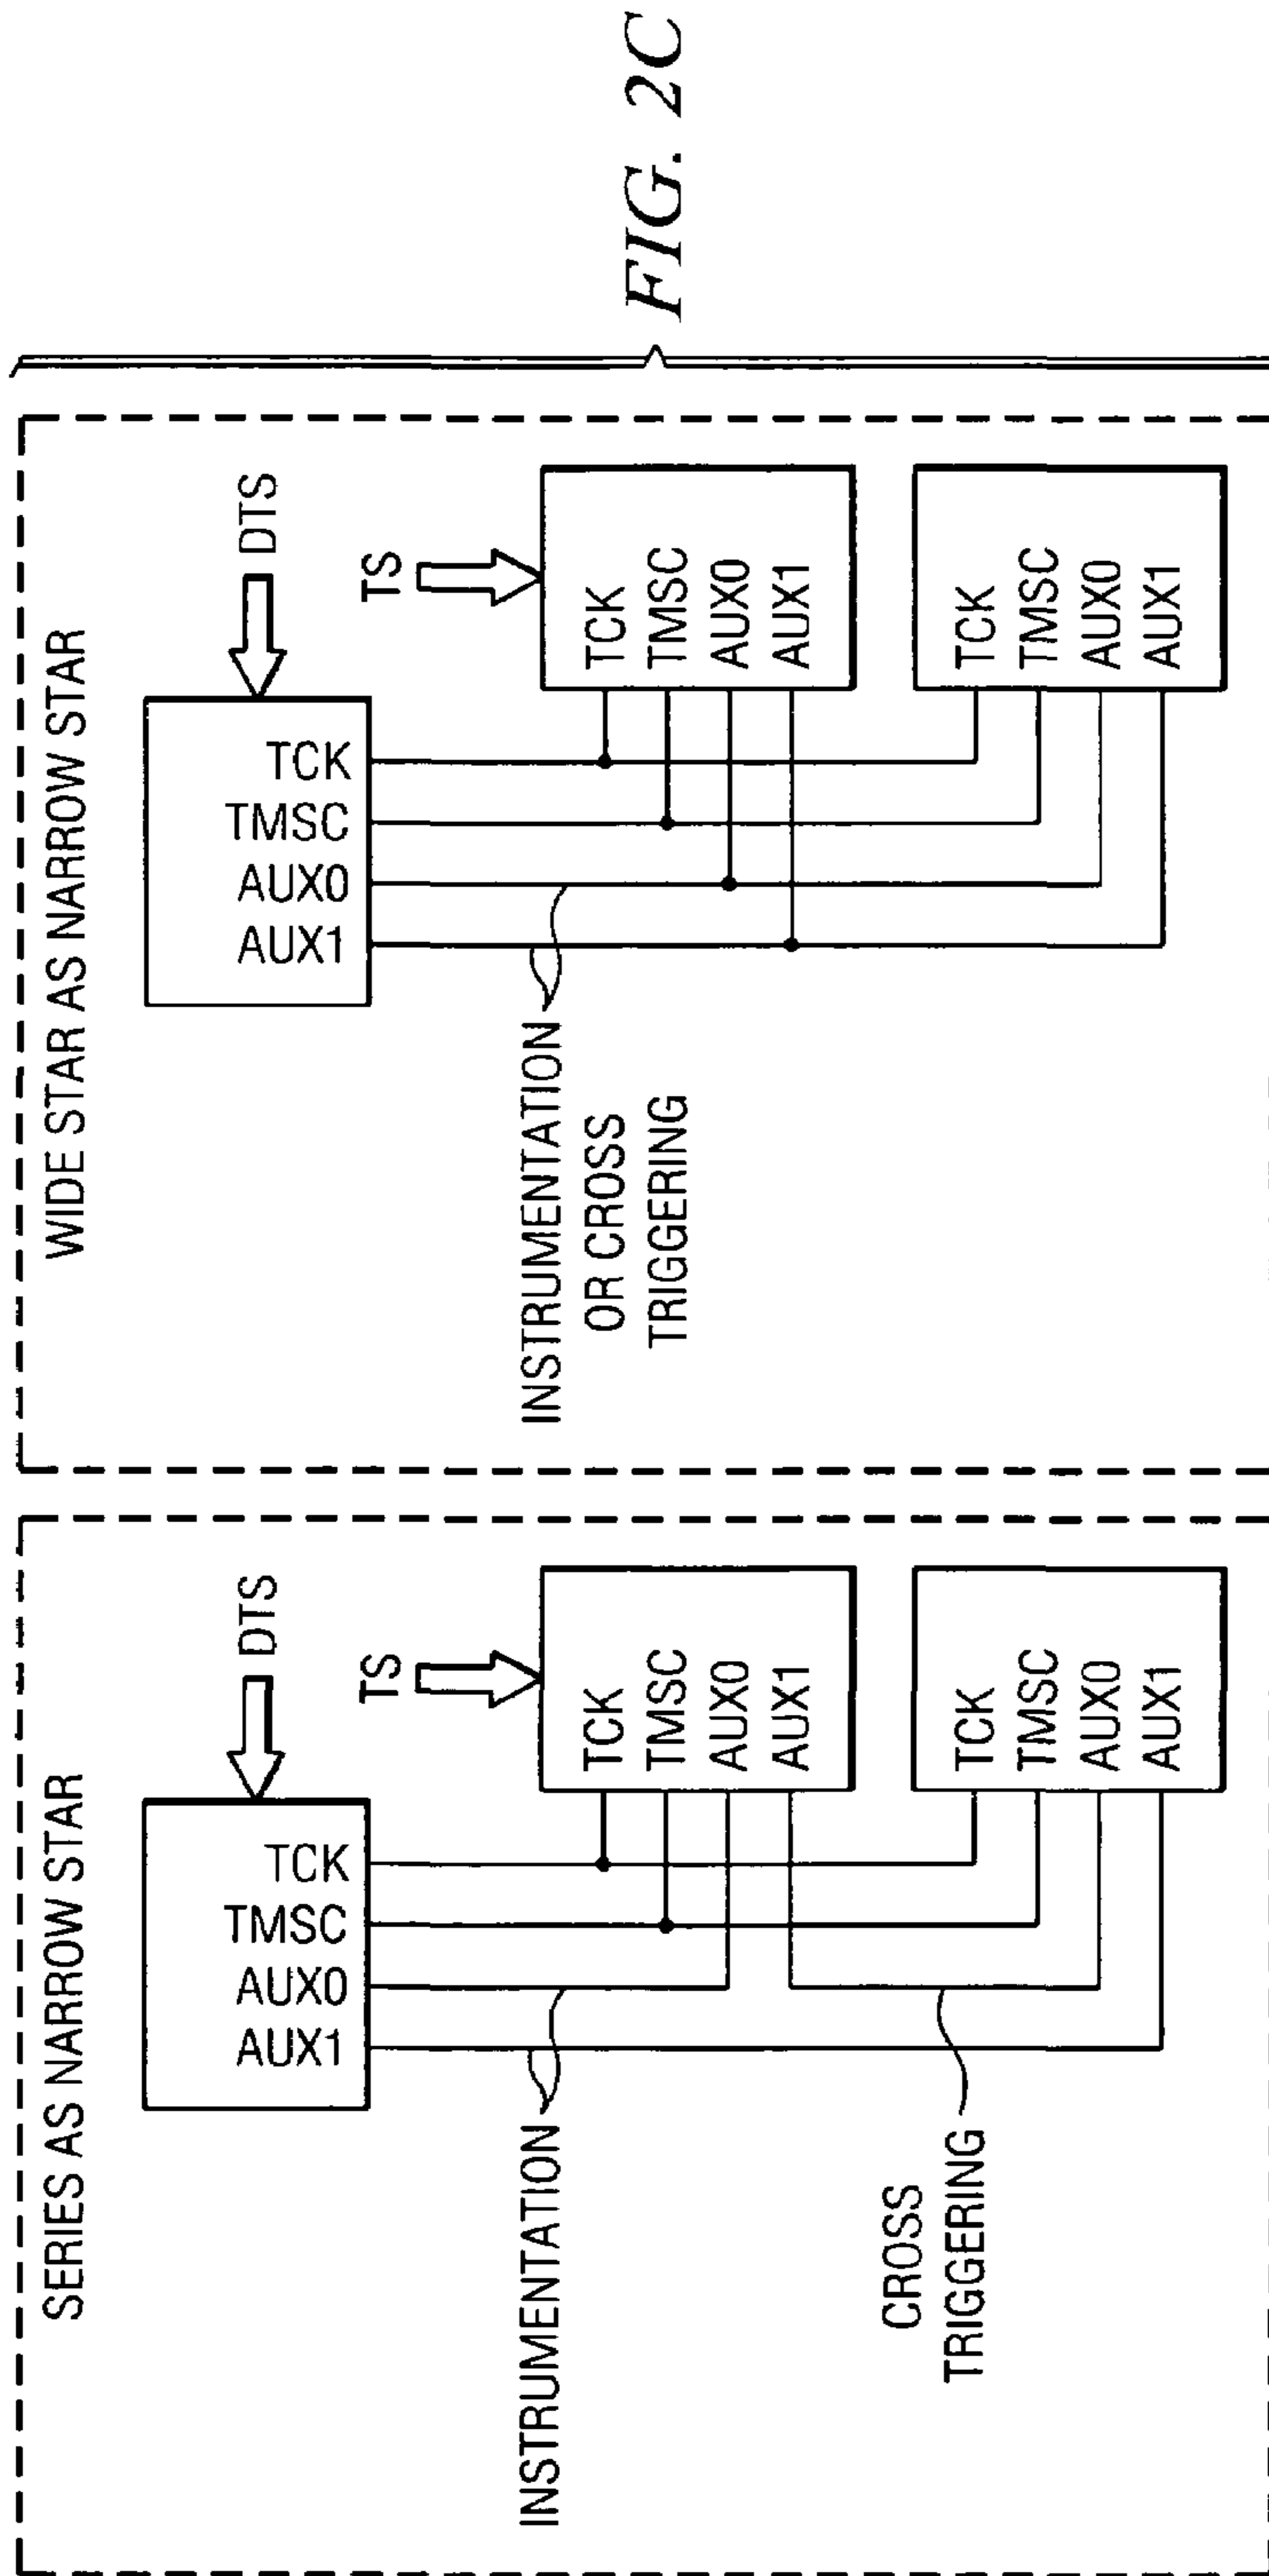 SERIES AS NARROW STAR
DTS
TCK
TMSC
AUX0
AUX1
TS
INSTRUMENTATION
TCK
TMSC
AUX0
AUX1
CROSS
TRIGGERING
TCK
TMSC
AUX0
AUX1
WIDE STAR AS NARROW STAR
DTS
TCK
TMSC
AUX0
AUX1
TS
INSTRUMENTATION
OR CROSS
TRIGGERING
TCK
TMSC
AUX0
AUX1
TCK
TMSC
AUX0
AUX1
FIG. 2C